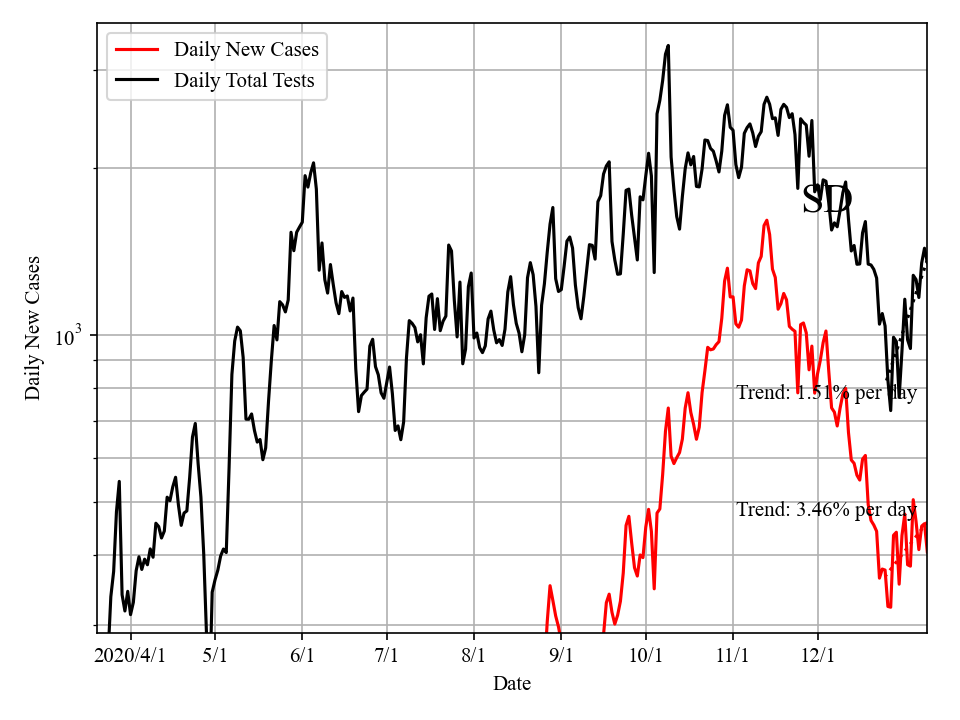 Daily New Cases
Daily Total Tests
SD
Daily New Cases
10^3
Trend: 1.51% per day
Trend: 3.46% per day
2020/4/1 5/1 6/1 7/1 8/1 9/1 10/1 11/1 12/1
Date